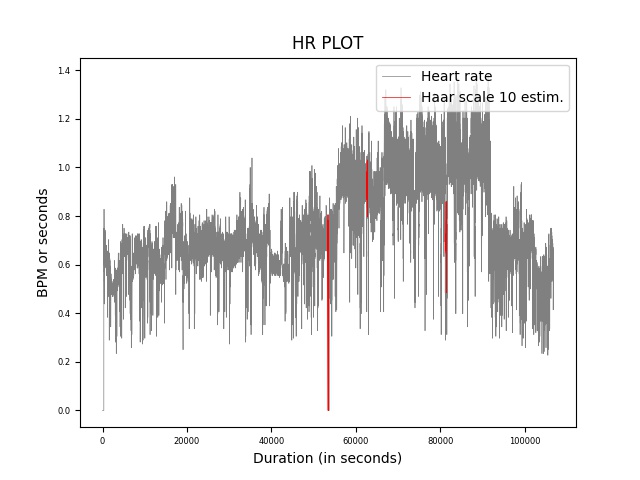 HR PLOT
Heart rate
Haar scale 10 estim.
BPM or seconds
1.4
1.2
1.0
0.8
0.6
0.4
0.2
0.0
0 20000 40000 60000 80000 100000
Duration (in seconds)